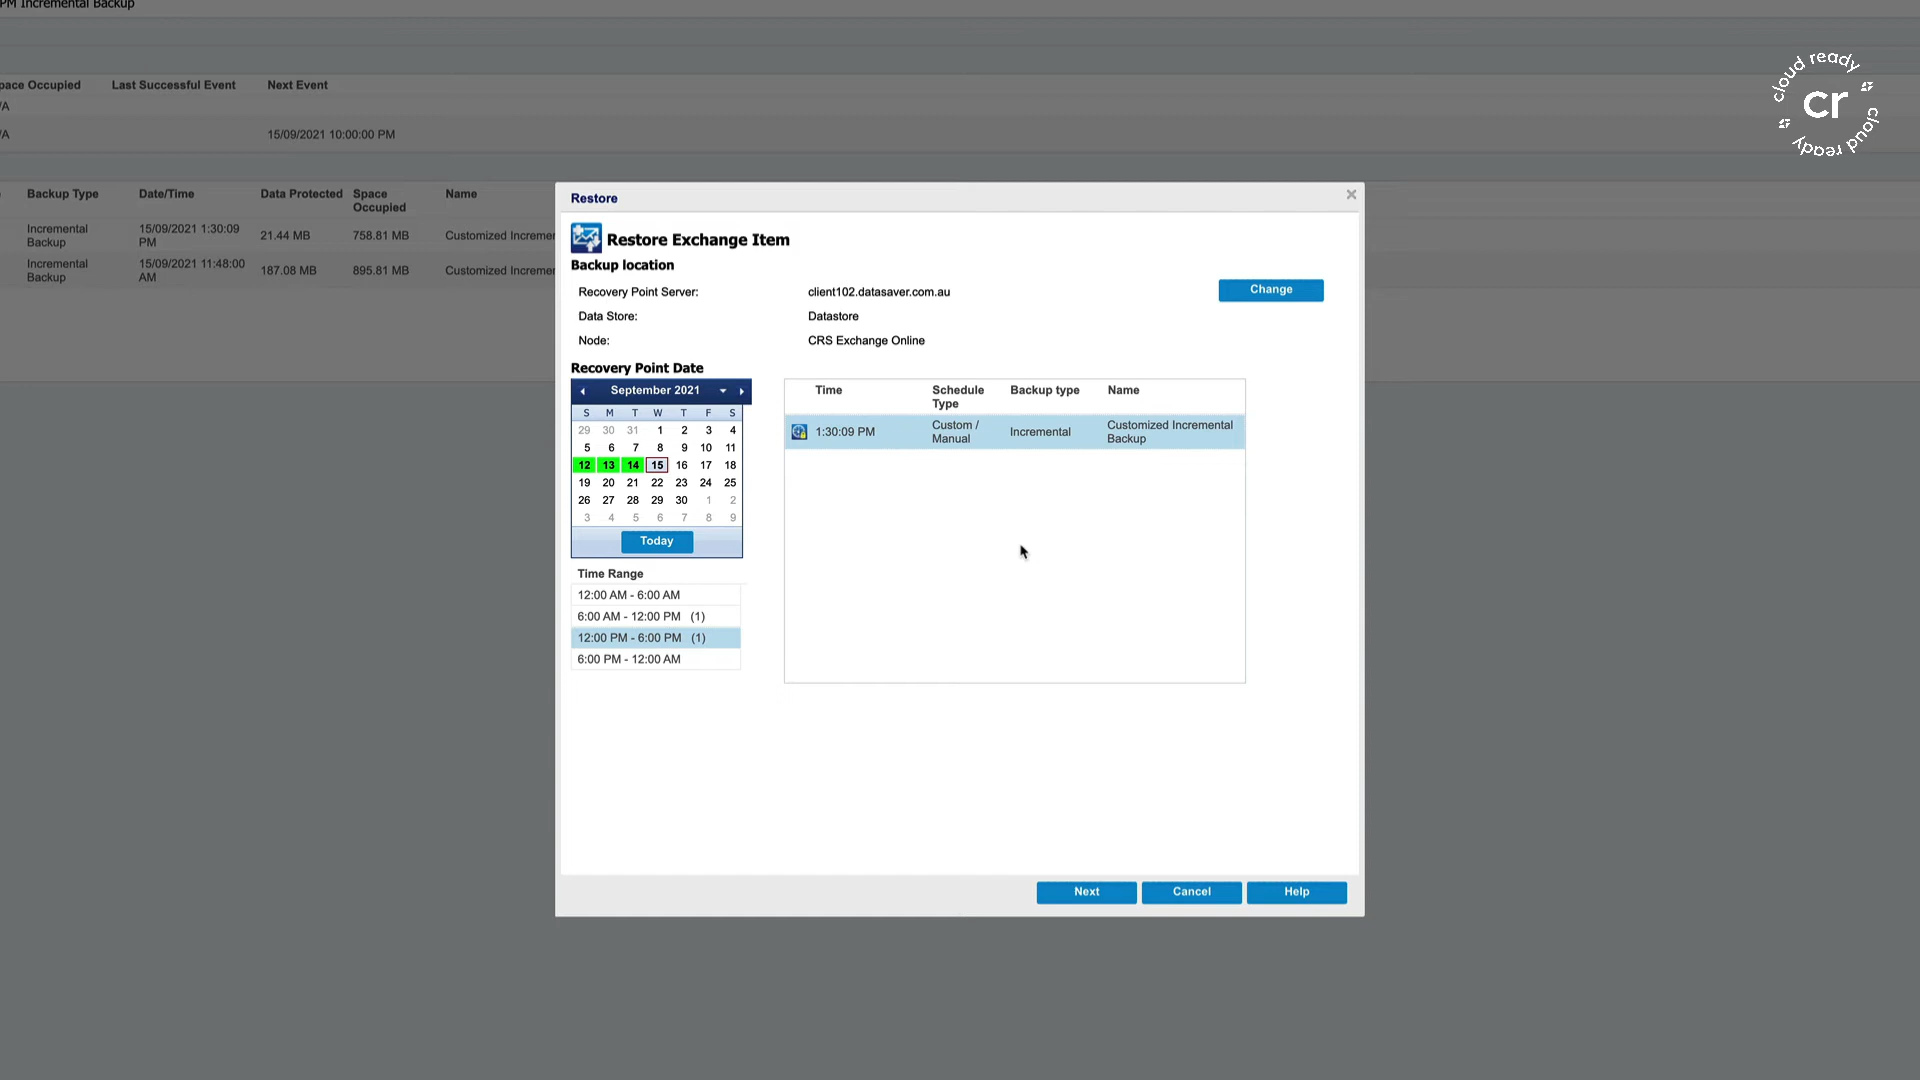 PM Incremental Backup
cloud ready
cr
cloud ready
pace Occupied Last Successful Event Next Event
/A
/A 15/09/2021 10:00:00 PM
Backup Type Date/Time Data Protected Space Occupied Name
Incremental Backup 15/09/2021 1:30:09 PM 21.44 MB 758.81 MB Customized Incremen
Incremental Backup 15/09/2021 11:48:00 AM 187.08 MB 895.81 MB Customized Incremen
Restore
Restore Exchange Item
Backup location
Recovery Point Server: client102.datasaver.com.au Change
Data Store: Datastore
Node: CRS Exchange Online
Recovery Point Date
September 2021
S M T W T F S
29 30 31 1 2 3 4
5 6 7 8 9 10 11
12 13 14 15 16 17 18
19 20 21 22 23 24 25
26 27 28 29 30 1 2
3 4 5 6 7 8 9
Today
Time Range
12:00 AM - 6:00 AM
6:00 AM - 12:00 PM (1)
12:00 PM - 6:00 PM (1)
6:00 PM - 12:00 AM
Time Schedule Type Backup type Name
1:30:09 PM Custom / Manual Incremental Customized Incremental Backup
Next Cancel Help